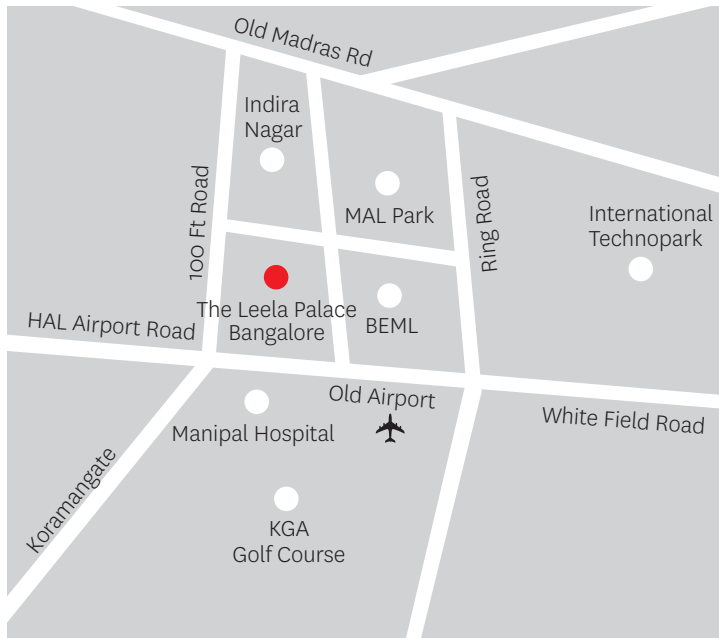 Old Madras Rd
Indira
Nagar
100 Ft Road
MAL Park
Ring Road
International
Technopark
The Leela Palace
Bangalore
BEML
HAL Airport Road
Old Airport
White Field Road
Manipal Hospital
Koramangate
KGA
Golf Course